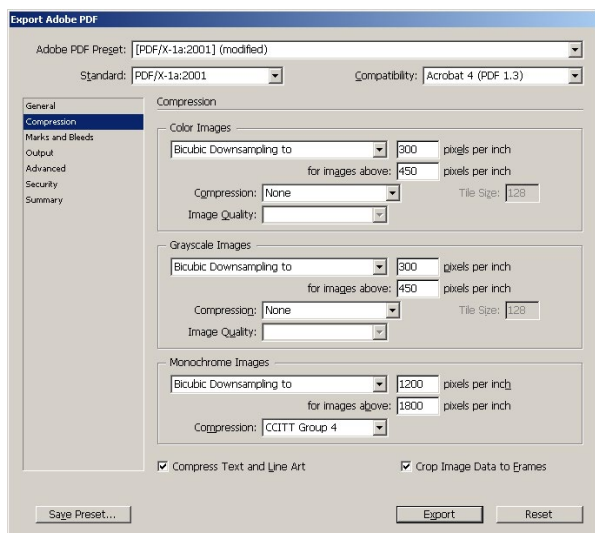 Export Adobe PDF
Adobe PDF Preset: [PDF/X-1a:2001] (modified)
Standard: PDF/X-1a:2001 Compatibility: Acrobat 4 (PDF 1.3)
General
Compression
Marks and Bleeds
Output
Advanced
Security
Summary
Compression
Color Images
Bicubic Downsampling to 300 pixels per inch
for images above: 450 pixels per inch
Compression: None Tile Size: 128
Image Quality:
Grayscale Images
Bicubic Downsampling to 300 pixels per inch
for images above: 450 pixels per inch
Compression: None Tile Size: 128
Image Quality:
Monochrome Images
Bicubic Downsampling to 1200 pixels per inch
for images above: 1800 pixels per inch
Compression: CCITT Group 4
Compress Text and Line Art Crop Image Data to Frames
Save Preset... Export Reset